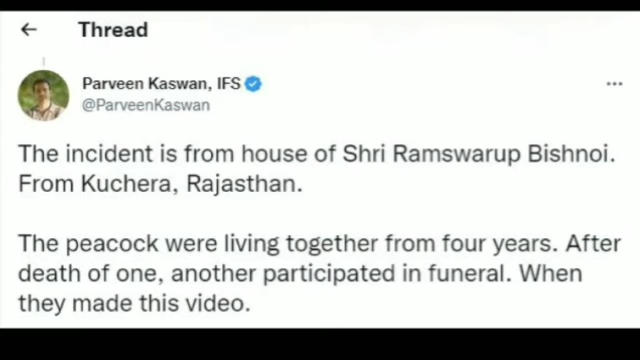 Thread
Parveen Kaswan, IFS
@ParveenKaswan
The incident is from house of Shri Ramswarup Bishnoi.
From Kuchera, Rajasthan.
The peacock were living together from four years. After
death of one, another participated in funeral. When
they made this video.